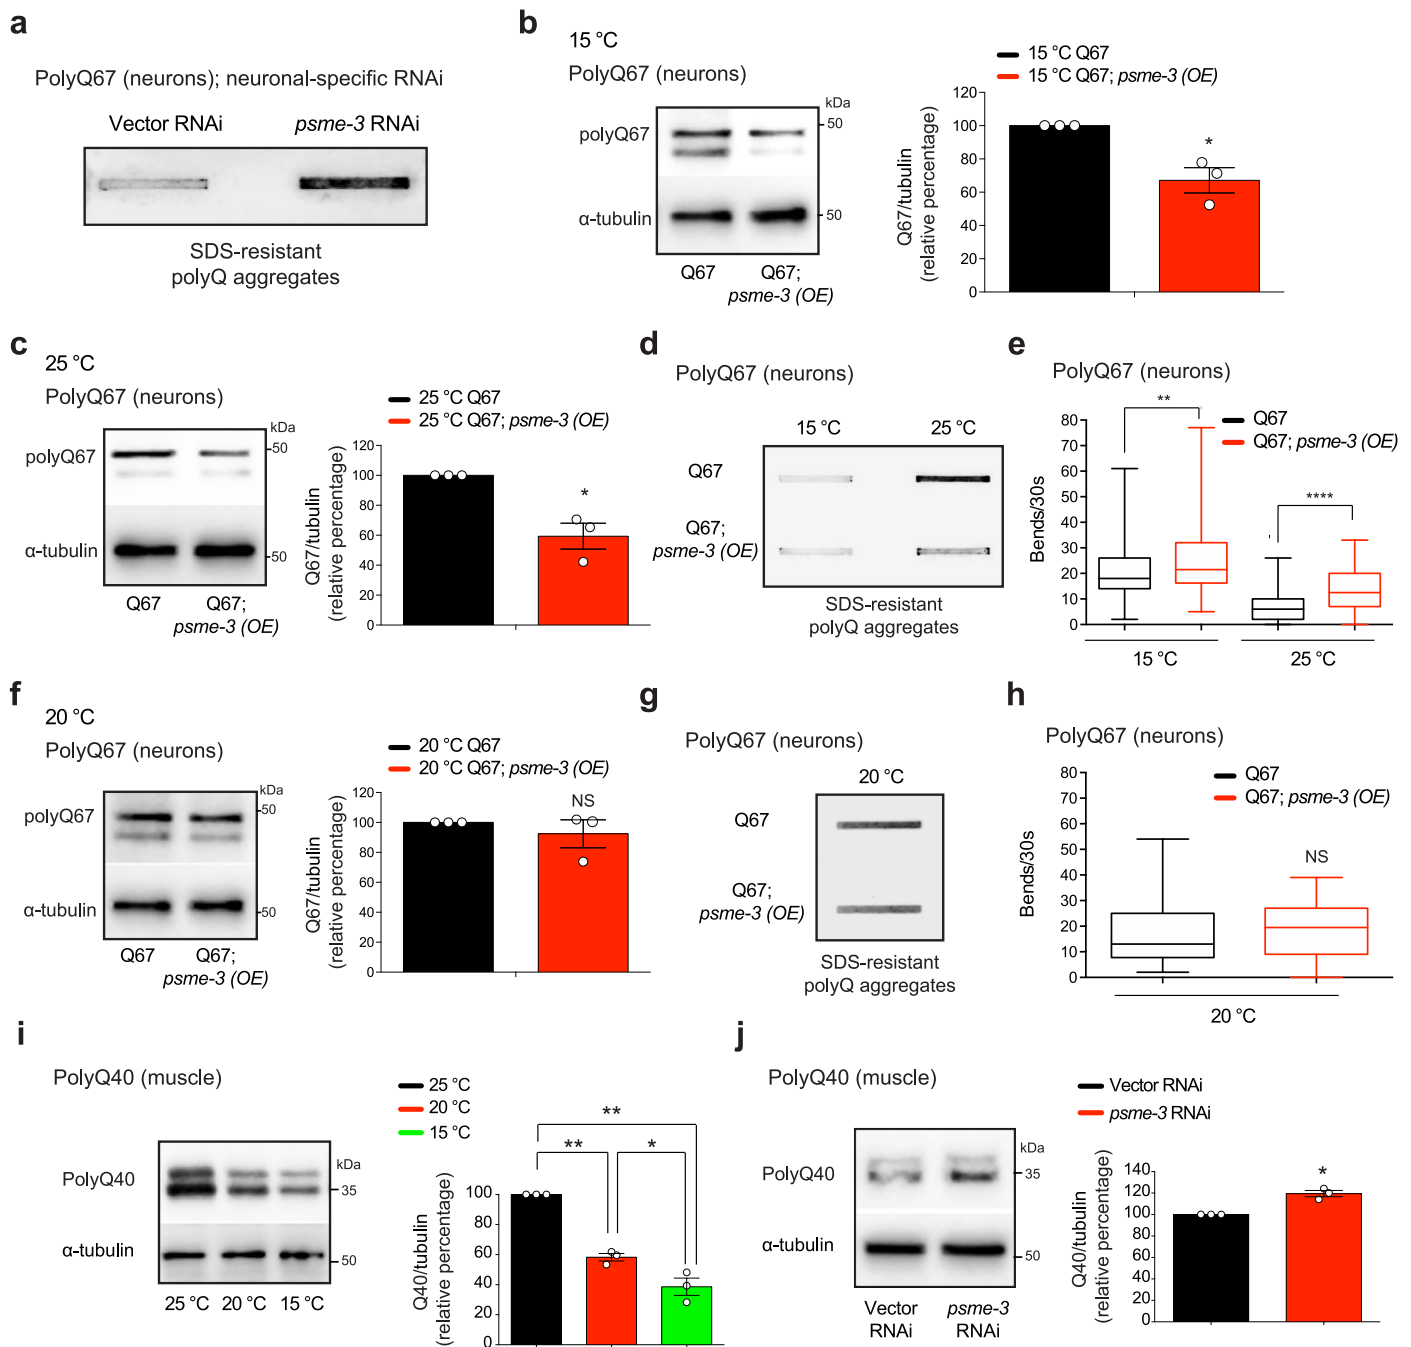 a
PolyQ67 (neurons); neuronal-specific RNAi
Vector RNAi psme-3 RNAi
SDS-resistant
polyQ aggregates
b
15 °C
PolyQ67 (neurons)
kDa
polyQ67
50
α-tubulin
50
Q67 Q67;
psme-3 (OE)
15 °C Q67
15 °C Q67; psme-3 (OE)
Q67/tubulin
(relative percentage)
120
100
80
60
40
20
0
*
c
25 °C
PolyQ67 (neurons)
kDa
polyQ67
50
α-tubulin
50
Q67 Q67;
psme-3 (OE)
25 °C Q67
25 °C Q67; psme-3 (OE)
Q67/tubulin
(relative percentage)
120
100
80
60
40
20
0
*
d
PolyQ67 (neurons)
15 °C 25 °C
Q67
Q67;
psme-3 (OE)
SDS-resistant
polyQ aggregates
e
PolyQ67 (neurons)
Q67
Q67; psme-3 (OE)
Bends/30s
80
70
60
50
40
30
20
10
0
**
****
15 °C 25 °C
f
20 °C
PolyQ67 (neurons)
kDa
polyQ67
50
α-tubulin
50
Q67 Q67;
psme-3 (OE)
20 °C Q67
20 °C Q67; psme-3 (OE)
Q67/tubulin
(relative percentage)
120
100
80
60
40
20
0
NS
g
PolyQ67 (neurons)
20 °C
Q67
Q67;
psme-3 (OE)
SDS-resistant
polyQ aggregates
h
PolyQ67 (neurons)
Q67
Q67; psme-3 (OE)
Bends/30s
80
70
60
50
40
30
20
10
0
NS
20 °C
i
PolyQ40 (muscle)
kDa
PolyQ40
35
α-tubulin
50
25 °C 20 °C 15 °C
25 °C
20 °C
15 °C
Q40/tubulin
(relative percentage)
100
80
60
40
20
0
**
**
*
j
PolyQ40 (muscle)
kDa
PolyQ40
35
α-tubulin
50
Vector
RNAi
psme-3
RNAi
Vector RNAi
psme-3 RNAi
Q40/tubulin
(relative percentage)
140
120
100
80
60
40
20
0
*